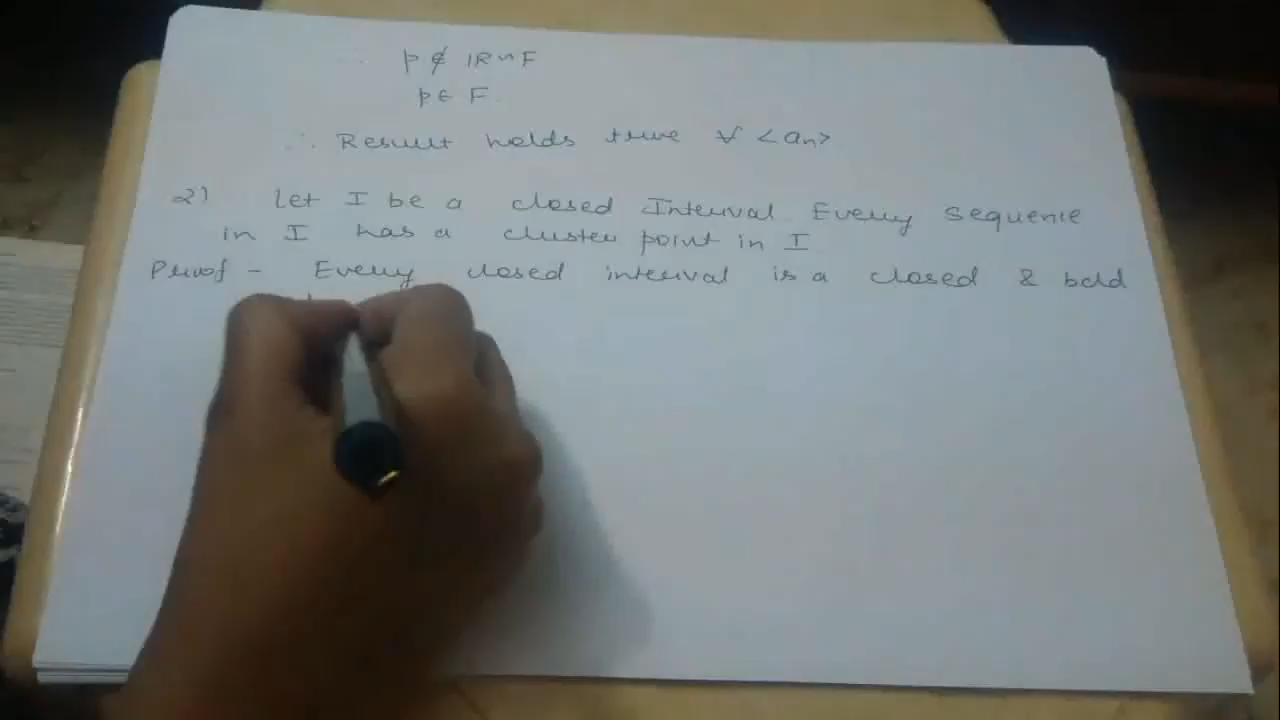 p ∉ ℝ~F
p ∈ F.
∴ Result holds true ∀ <an>
2) Let I be a closed Interval. Every sequence
in I has a cluster point in I
Proof - Every closed interval is a closed & bdd